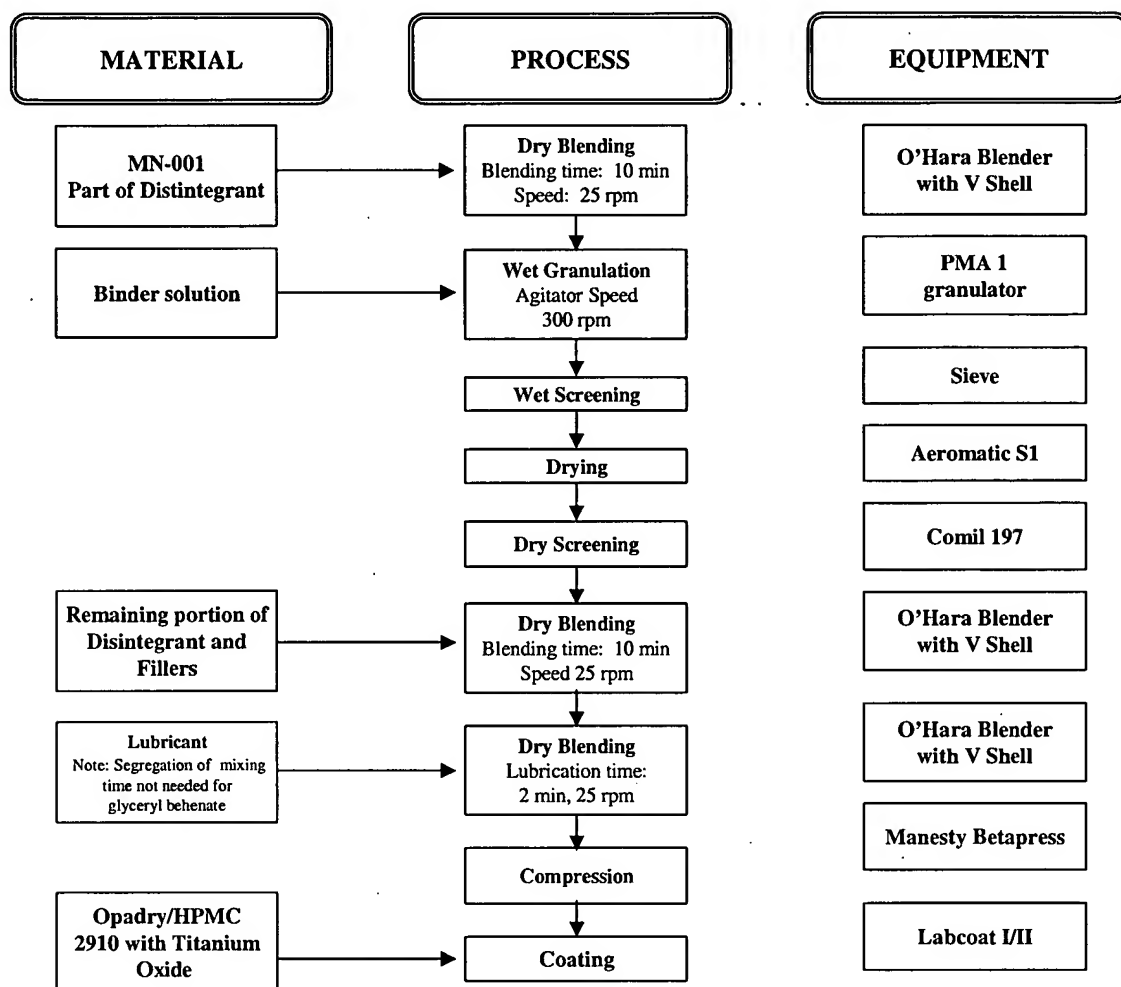 MATERIAL
PROCESS
EQUIPMENT
MN-001
Part of Distintegrant
Dry Blending
Blending time: 10 min
Speed: 25 rpm
O'Hara Blender
with V Shell
Binder solution
Wet Granulation
Agitator Speed
300 rpm
PMA 1
granulator
Wet Screening
Sieve
Drying
Aeromatic S1
Dry Screening
Comil 197
Remaining portion of
Disintegrant and
Fillers
Dry Blending
Blending time: 10 min
Speed 25 rpm
O'Hara Blender
with V Shell
Lubricant
Note: Segregation of mixing
time not needed for
glyceryl behenate
Dry Blending
Lubrication time:
2 min, 25 rpm
O'Hara Blender
with V Shell
Compression
Manesty Betapress
Opadry/HPMC
2910 with Titanium
Oxide
Coating
Labcoat I/II